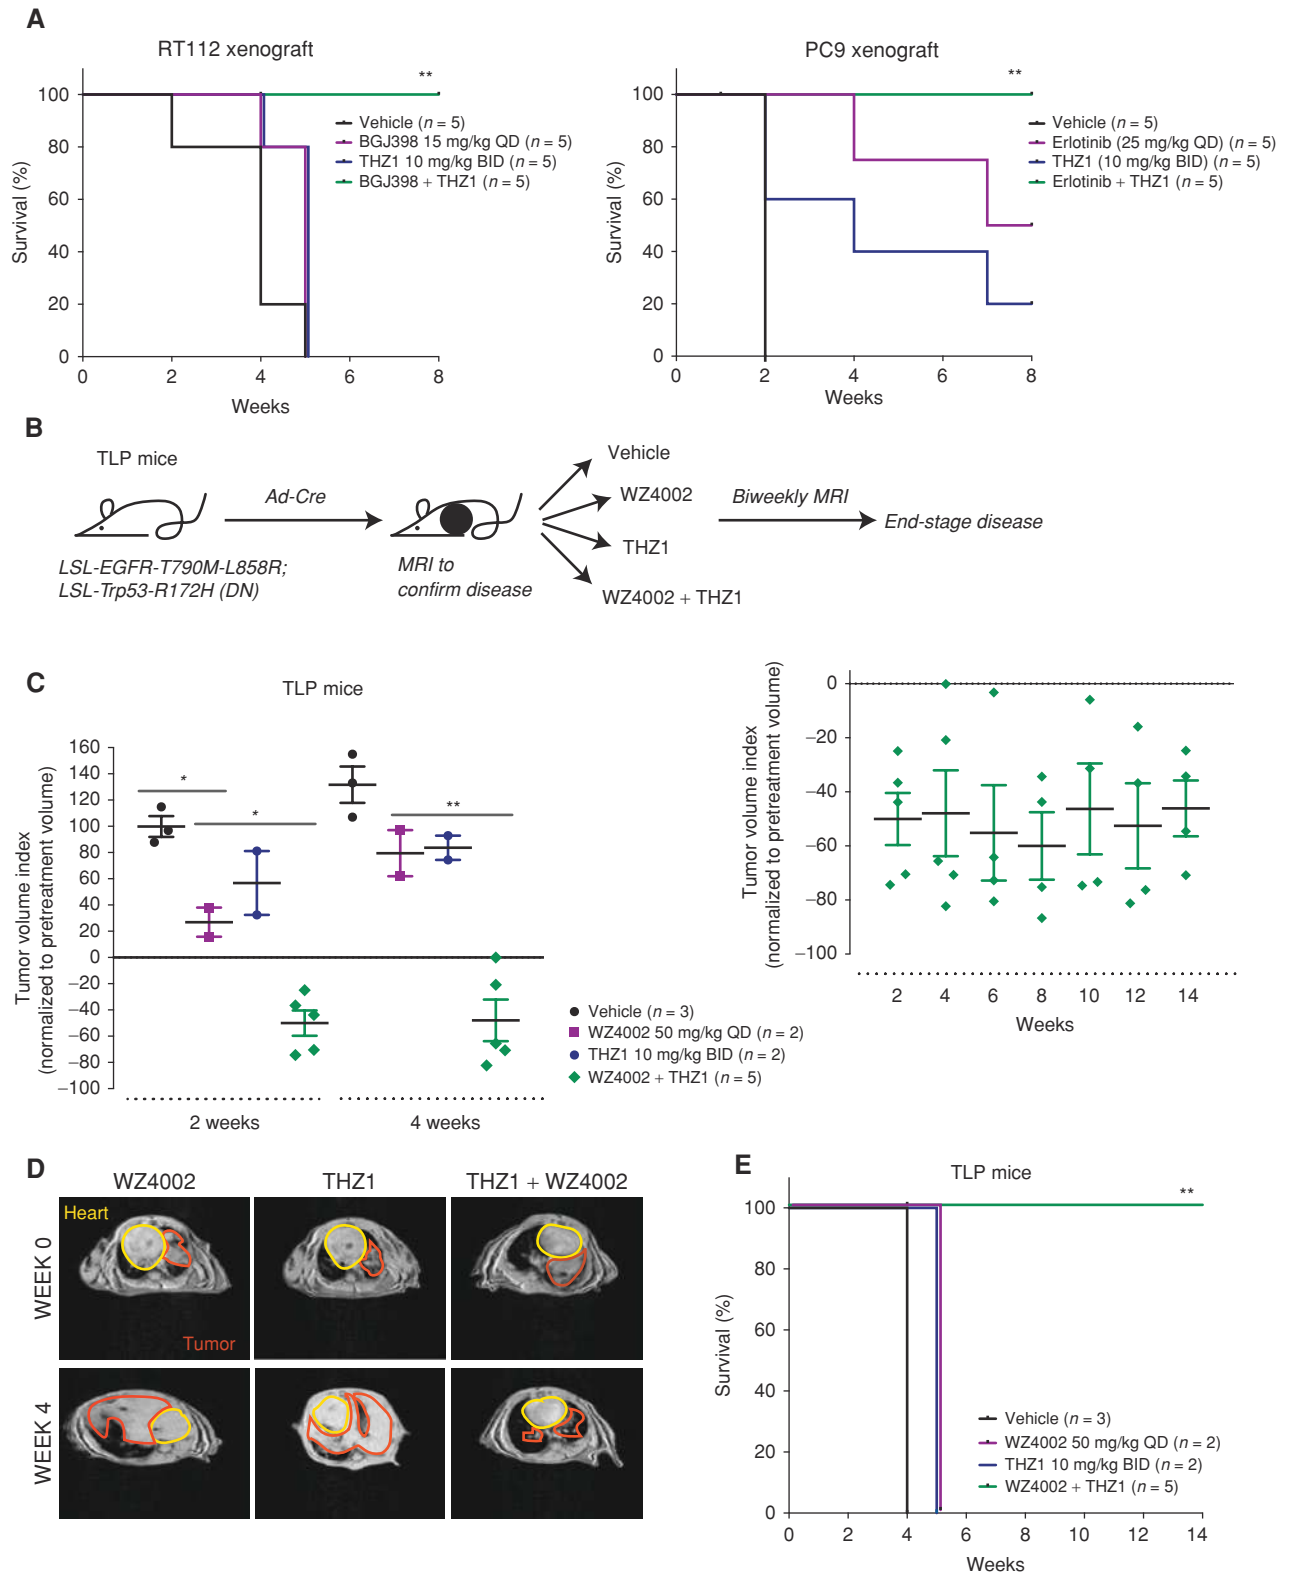 A
RT112 xenograft
**
100
80
60
40
20
0
Survival (%)
0 2 4 6 8
Weeks
Vehicle (n = 5)
BGJ398 15 mg/kg QD (n = 5)
THZ1 10 mg/kg BID (n = 5)
BGJ398 + THZ1 (n = 5)
PC9 xenograft
**
100
80
60
40
20
0
Survival (%)
0 2 4 6 8
Weeks
Vehicle (n = 5)
Erlotinib (25 mg/kg QD) (n = 5)
THZ1 (10 mg/kg BID) (n = 5)
Erlotinib + THZ1 (n = 5)
B
TLP mice
LSL-EGFR-T790M-L858R;
LSL-Trp53-R172H (DN)
Ad-Cre
MRI to
confirm disease
Vehicle
WZ4002
THZ1
WZ4002 + THZ1
Biweekly MRI
End-stage disease
C
TLP mice
Tumor volume index
(normalized to pretreatment volume)
160
140
120
100
80
60
40
20
0
−20
−40
−60
−80
−100
*
*
**
2 weeks
4 weeks
Vehicle (n = 3)
WZ4002 50 mg/kg QD (n = 2)
THZ1 10 mg/kg BID (n = 2)
WZ4002 + THZ1 (n = 5)
Tumor volume index
(normalized to pretreatment volume)
0
−20
−40
−60
−80
−100
2 4 6 8 10 12 14
Weeks
D
WZ4002
THZ1
THZ1 + WZ4002
WEEK 0
Heart
Tumor
WEEK 4
E
TLP mice
**
100
80
60
40
20
0
Survival (%)
0 2 4 6 8 10 12 14
Weeks
Vehicle (n = 3)
WZ4002 50 mg/kg QD (n = 2)
THZ1 10 mg/kg BID (n = 2)
WZ4002 + THZ1 (n = 5)